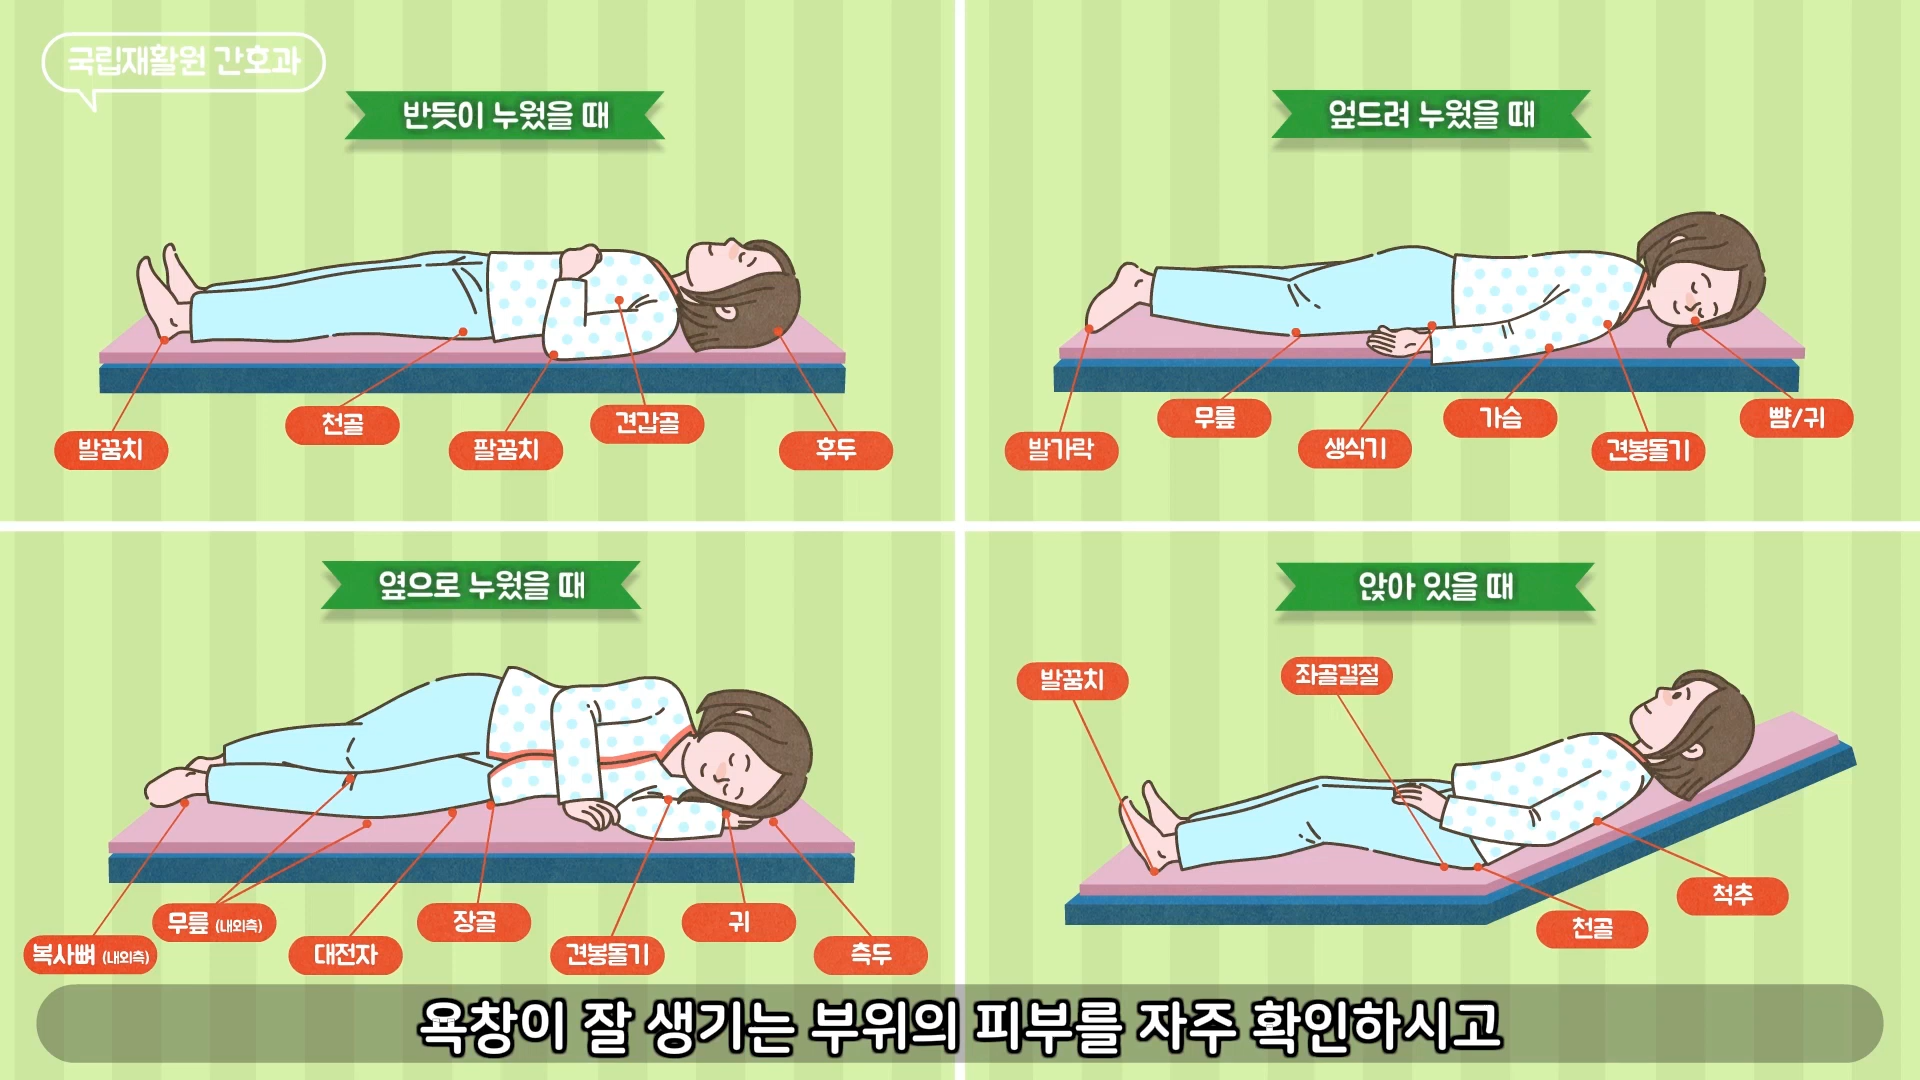 국립재활원 간호과
반듯이 누웠을 때
발꿈치
천골
팔꿈치
견갑골
후두
엎드려 누웠을 때
발가락
무릎
생식기
가슴
견봉돌기
뺨/귀
옆으로 누웠을 때
복사뼈 (내외측)
무릎 (내외측)
대전자
장골
견봉돌기
귀
측두
앉아 있을 때
발꿈치
좌골결절
천골
척추
욕창이 잘 생기는 부위의 피부를 자주 확인하시고